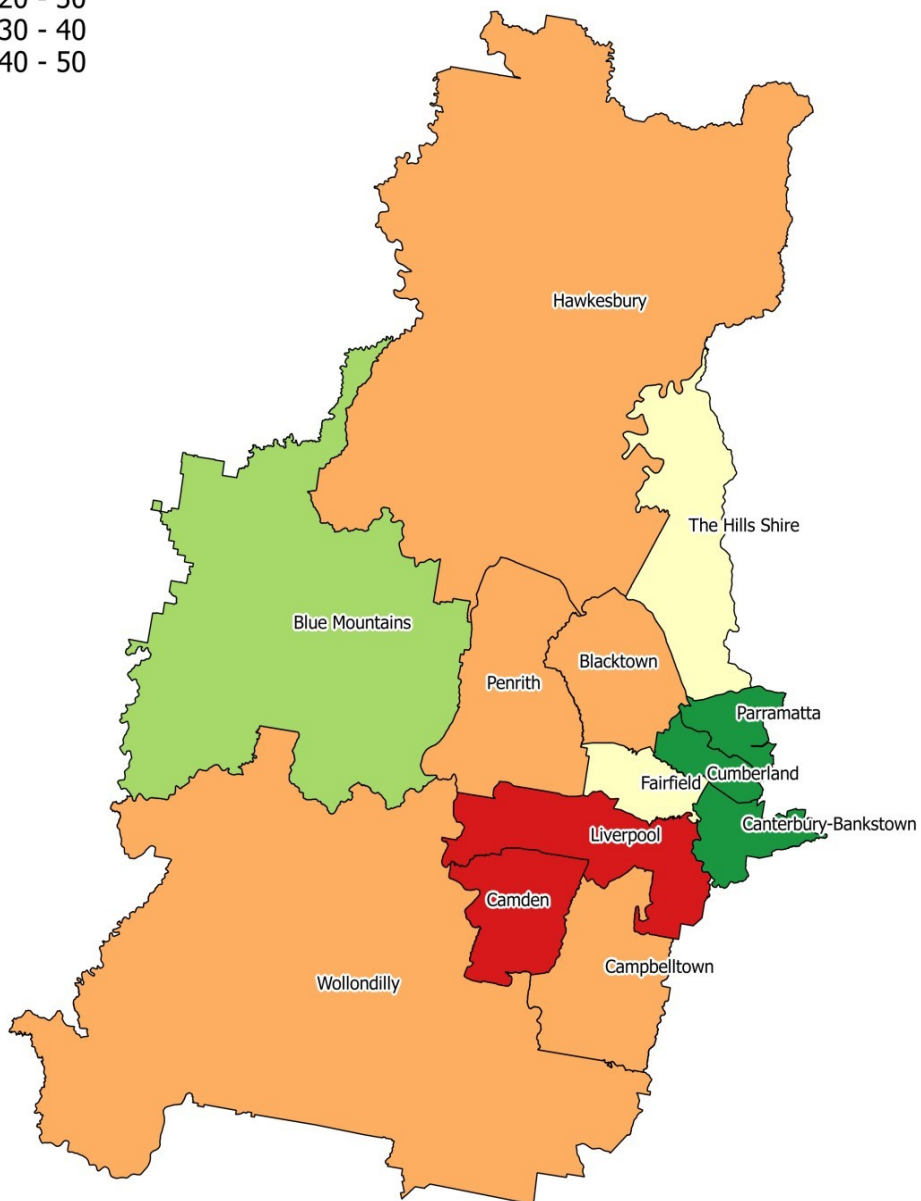 30 - 40
40 - 50
Hawkesbury
The Hills Shire
Blue Mountains
Blacktown
Penrith
Parramatta
Cumberland
Fairfield
Canterbury-Bankstown
Liverpool
Camden
Campbelltown
Wollondilly